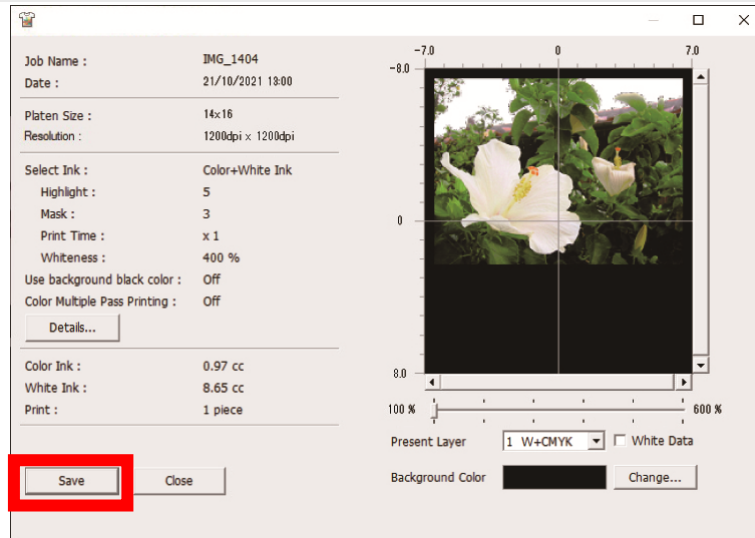 Job Name : IMG_1404
Date : 21/10/2021 13:00
Platen Size : 14x16
Resolution : 1200dpi x 1200dpi
Select Ink : Color+White Ink
Highlight : 5
Mask : 3
Print Time : x 1
Whiteness : 400 %
Use background black color : Off
Color Multiple Pass Printing : Off
Details...
Color Ink : 0.97 cc
White Ink : 8.65 cc
Print : 1 piece
Save Close
-7.0 0 7.0
-8.0
0
8.0
100 % 600 %
Present Layer 1 W+CMYK White Data
Background Color Change...